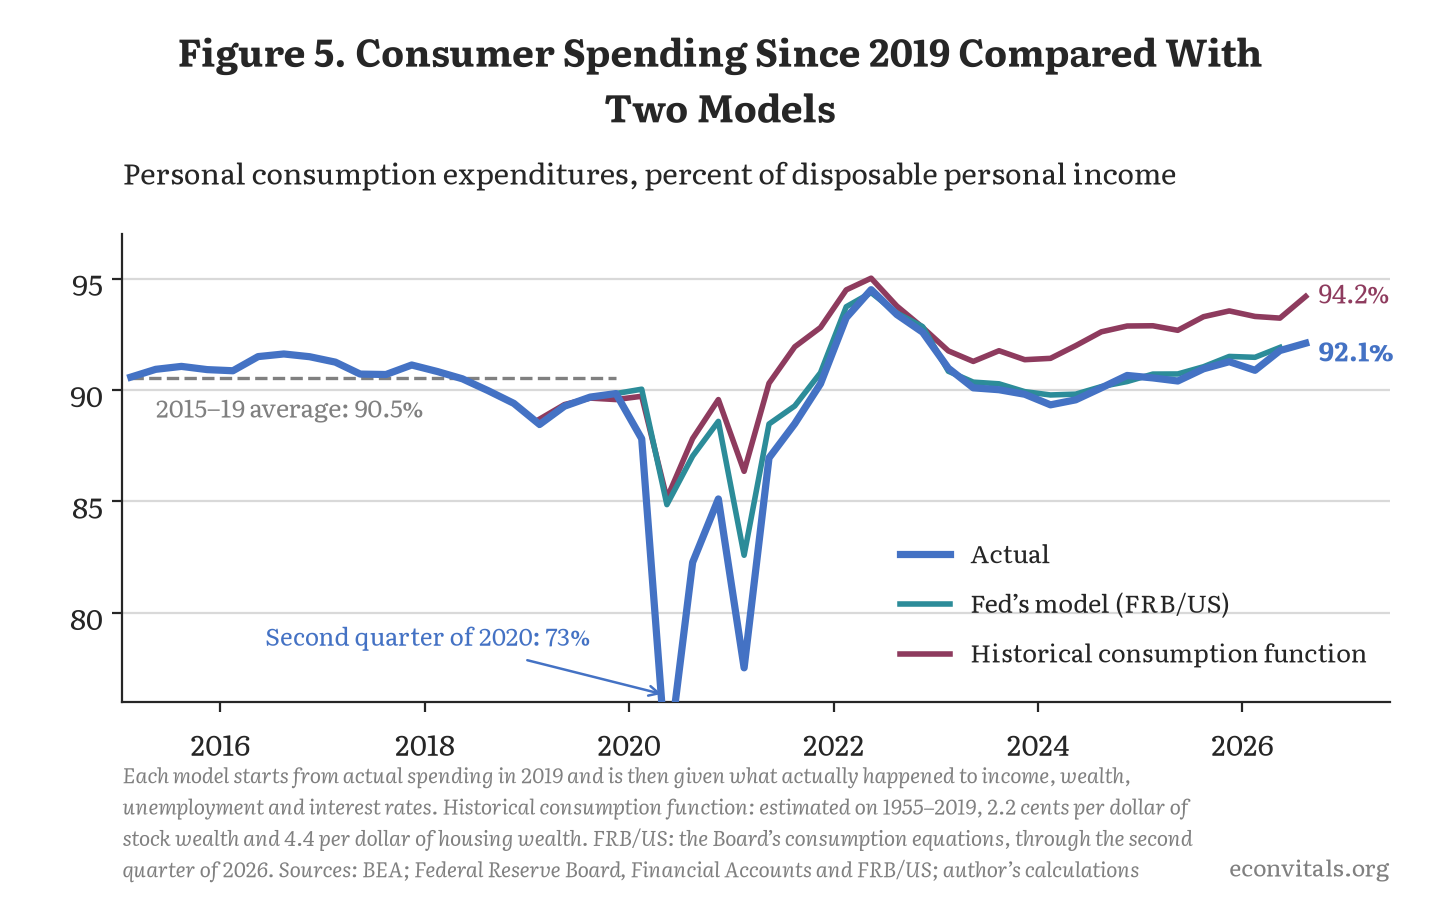 Figure 5. Consumer Spending Since 2019 Compared With
Two Models
Personal consumption expenditures, percent of disposable personal income
95
90
85
80
94.2%
92.1%
2015–19 average: 90.5%
Second quarter of 2020: 73%
Actual
Fed's model (FRB/US)
Historical consumption function
2016
2018
2020
2022
2024
2026
Each model starts from actual spending in 2019 and is then given what actually happened to income, wealth,
unemployment and interest rates. Historical consumption function: estimated on 1955–2019, 2.2 cents per dollar of
stock wealth and 4.4 per dollar of housing wealth. FRB/US: the Board's consumption equations, through the second
quarter of 2026. Sources: BEA; Federal Reserve Board, Financial Accounts and FRB/US; author's calculations
econvitals.org